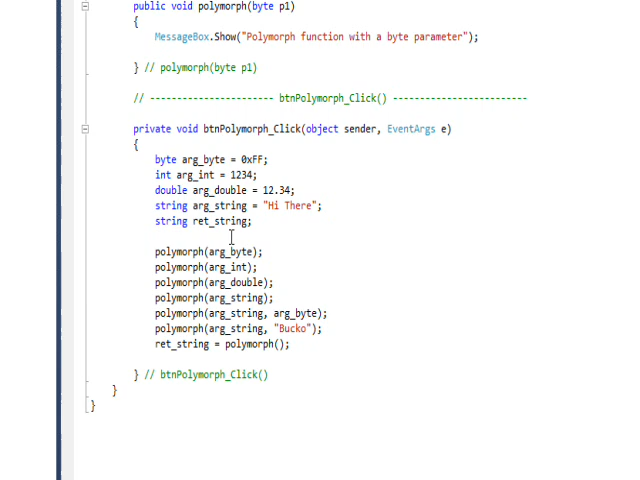 public void polymorph(byte p1)
{
MessageBox.Show("Polymorph function with a byte parameter");
} // polymorph(byte p1)
// ----------------------- btnPolymorph_Click() -------------------------
private void btnPolymorph_Click(object sender, EventArgs e)
{
byte arg_byte = 0xFF;
int arg_int = 1234;
double arg_double = 12.34;
string arg_string = "Hi There";
string ret_string;
polymorph(arg_byte);
polymorph(arg_int);
polymorph(arg_double);
polymorph(arg_string);
polymorph(arg_string, arg_byte);
polymorph(arg_string, "Bucko");
ret_string = polymorph();
} // btnPolymorph_Click()
}
}